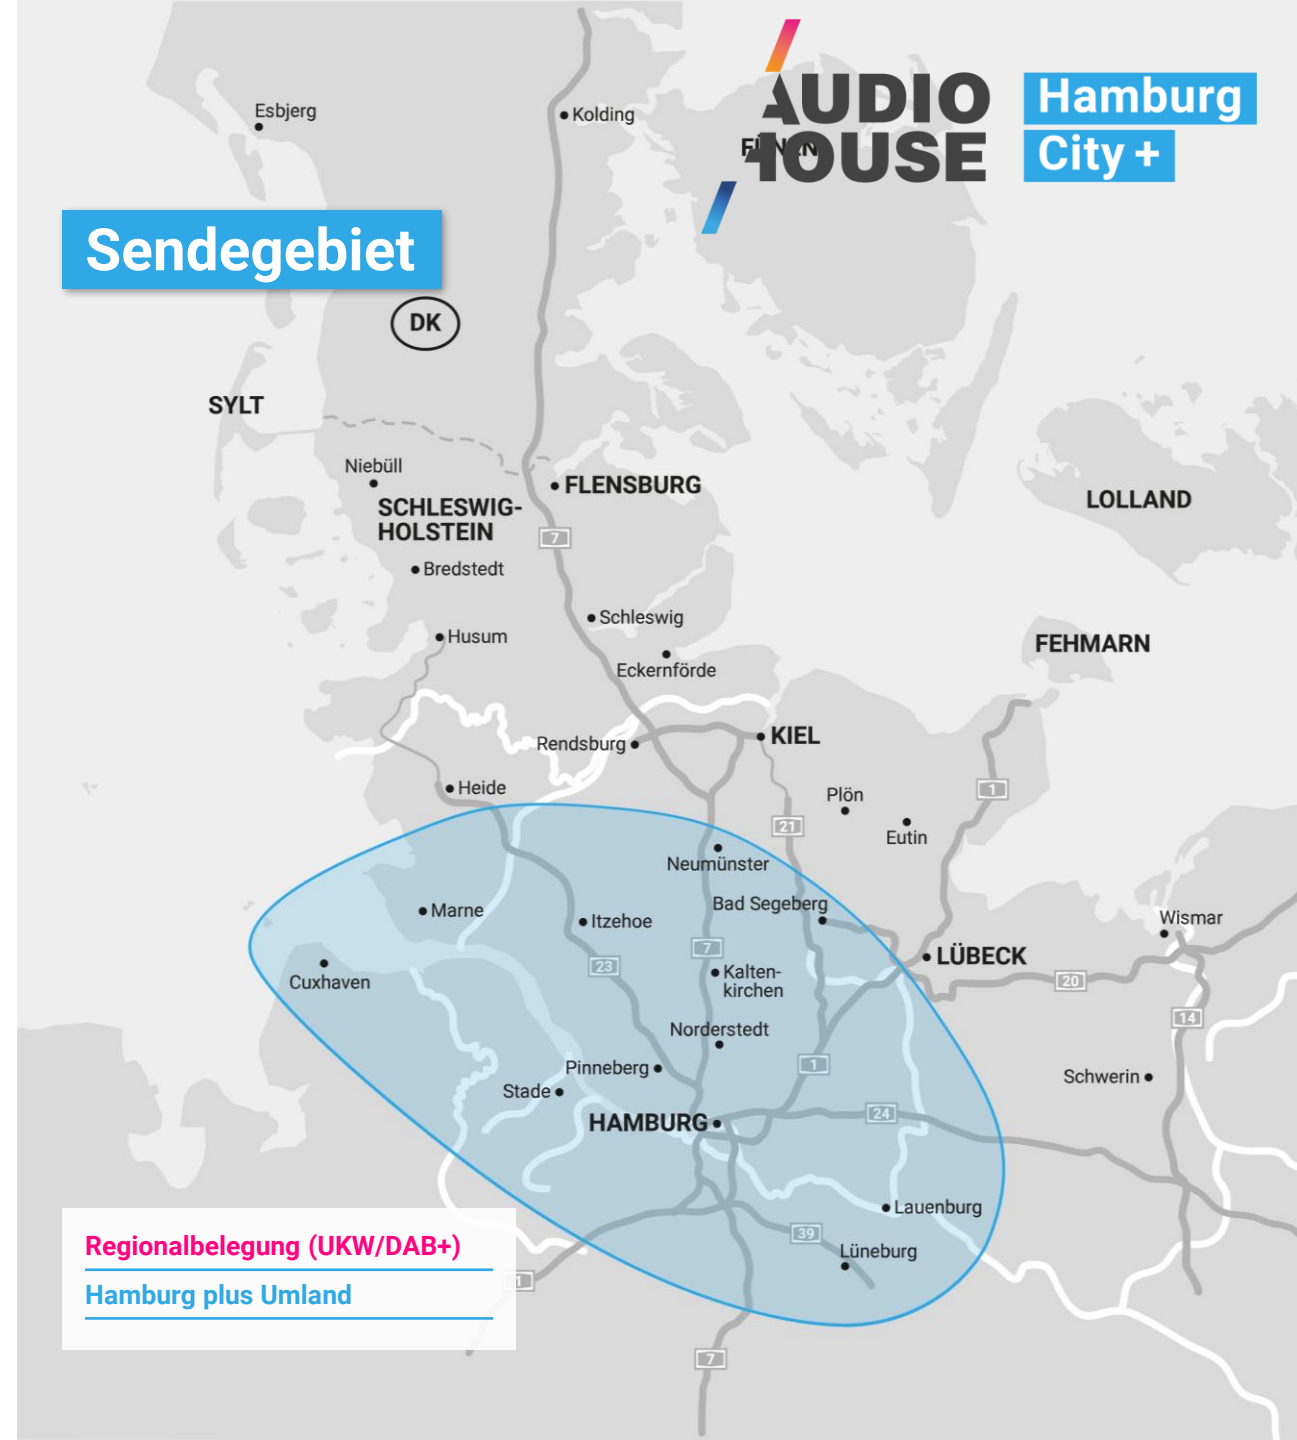 AUDIO
HOUSE
Hamburg
City +
Esbjerg
Kolding
FÜNEN
Sendegebiet
DK
SYLT
Niebüll
FLENSBURG
SCHLESWIG-
HOLSTEIN
LOLLAND
7
Bredstedt
Schleswig
Husum
FEHMARN
Eckernförde
KIEL
Rendsburg
Heide
1
Plön
21
Eutin
Neumünster
Bad Segeberg
Marne
Itzehoe
Wismar
7
LÜBECK
Cuxhaven
23
Kalten-
kirchen
20
14
Norderstedt
Pinneberg
1
Schwerin
Stade
HAMBURG
24
Lauenburg
39
Lüneburg
Regionalbelegung (UKW/DAB+)
1
Hamburg plus Umland
7